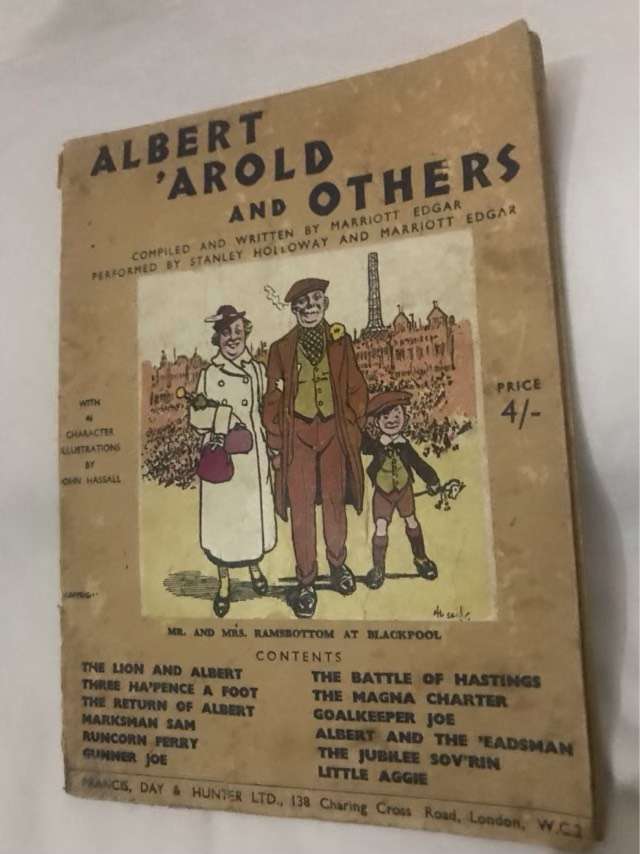 ALBERT
'AROLD
AND OTHERS
COMPILED AND WRITTEN BY MARRIOTT EDGAR
PERFORMED BY STANLEY HOLLOWAY AND MARRIOTT EDGAR
WITH
CHARACTER
ILLUSTRATIONS
BY
JOHN HASSALL
PRICE
4/-
COPYRIGHT
MR. AND MRS. RAMSBOTTOM AT BLACKPOOL
CONTENTS
THE LION AND ALBERT
THREE HA'PENCE A FOOT
THE RETURN OF ALBERT
MARKSMAN SAM
RUNCORN FERRY
GUNNER JOE
THE BATTLE OF HASTINGS
THE MAGNA CHARTER
GOALKEEPER JOE
ALBERT AND THE 'EADSMAN
THE JUBILEE SOV'RIN
LITTLE AGGIE
FRANCIS, DAY & HUNTER LTD., 138 Charing Cross Road, London, W.C.2